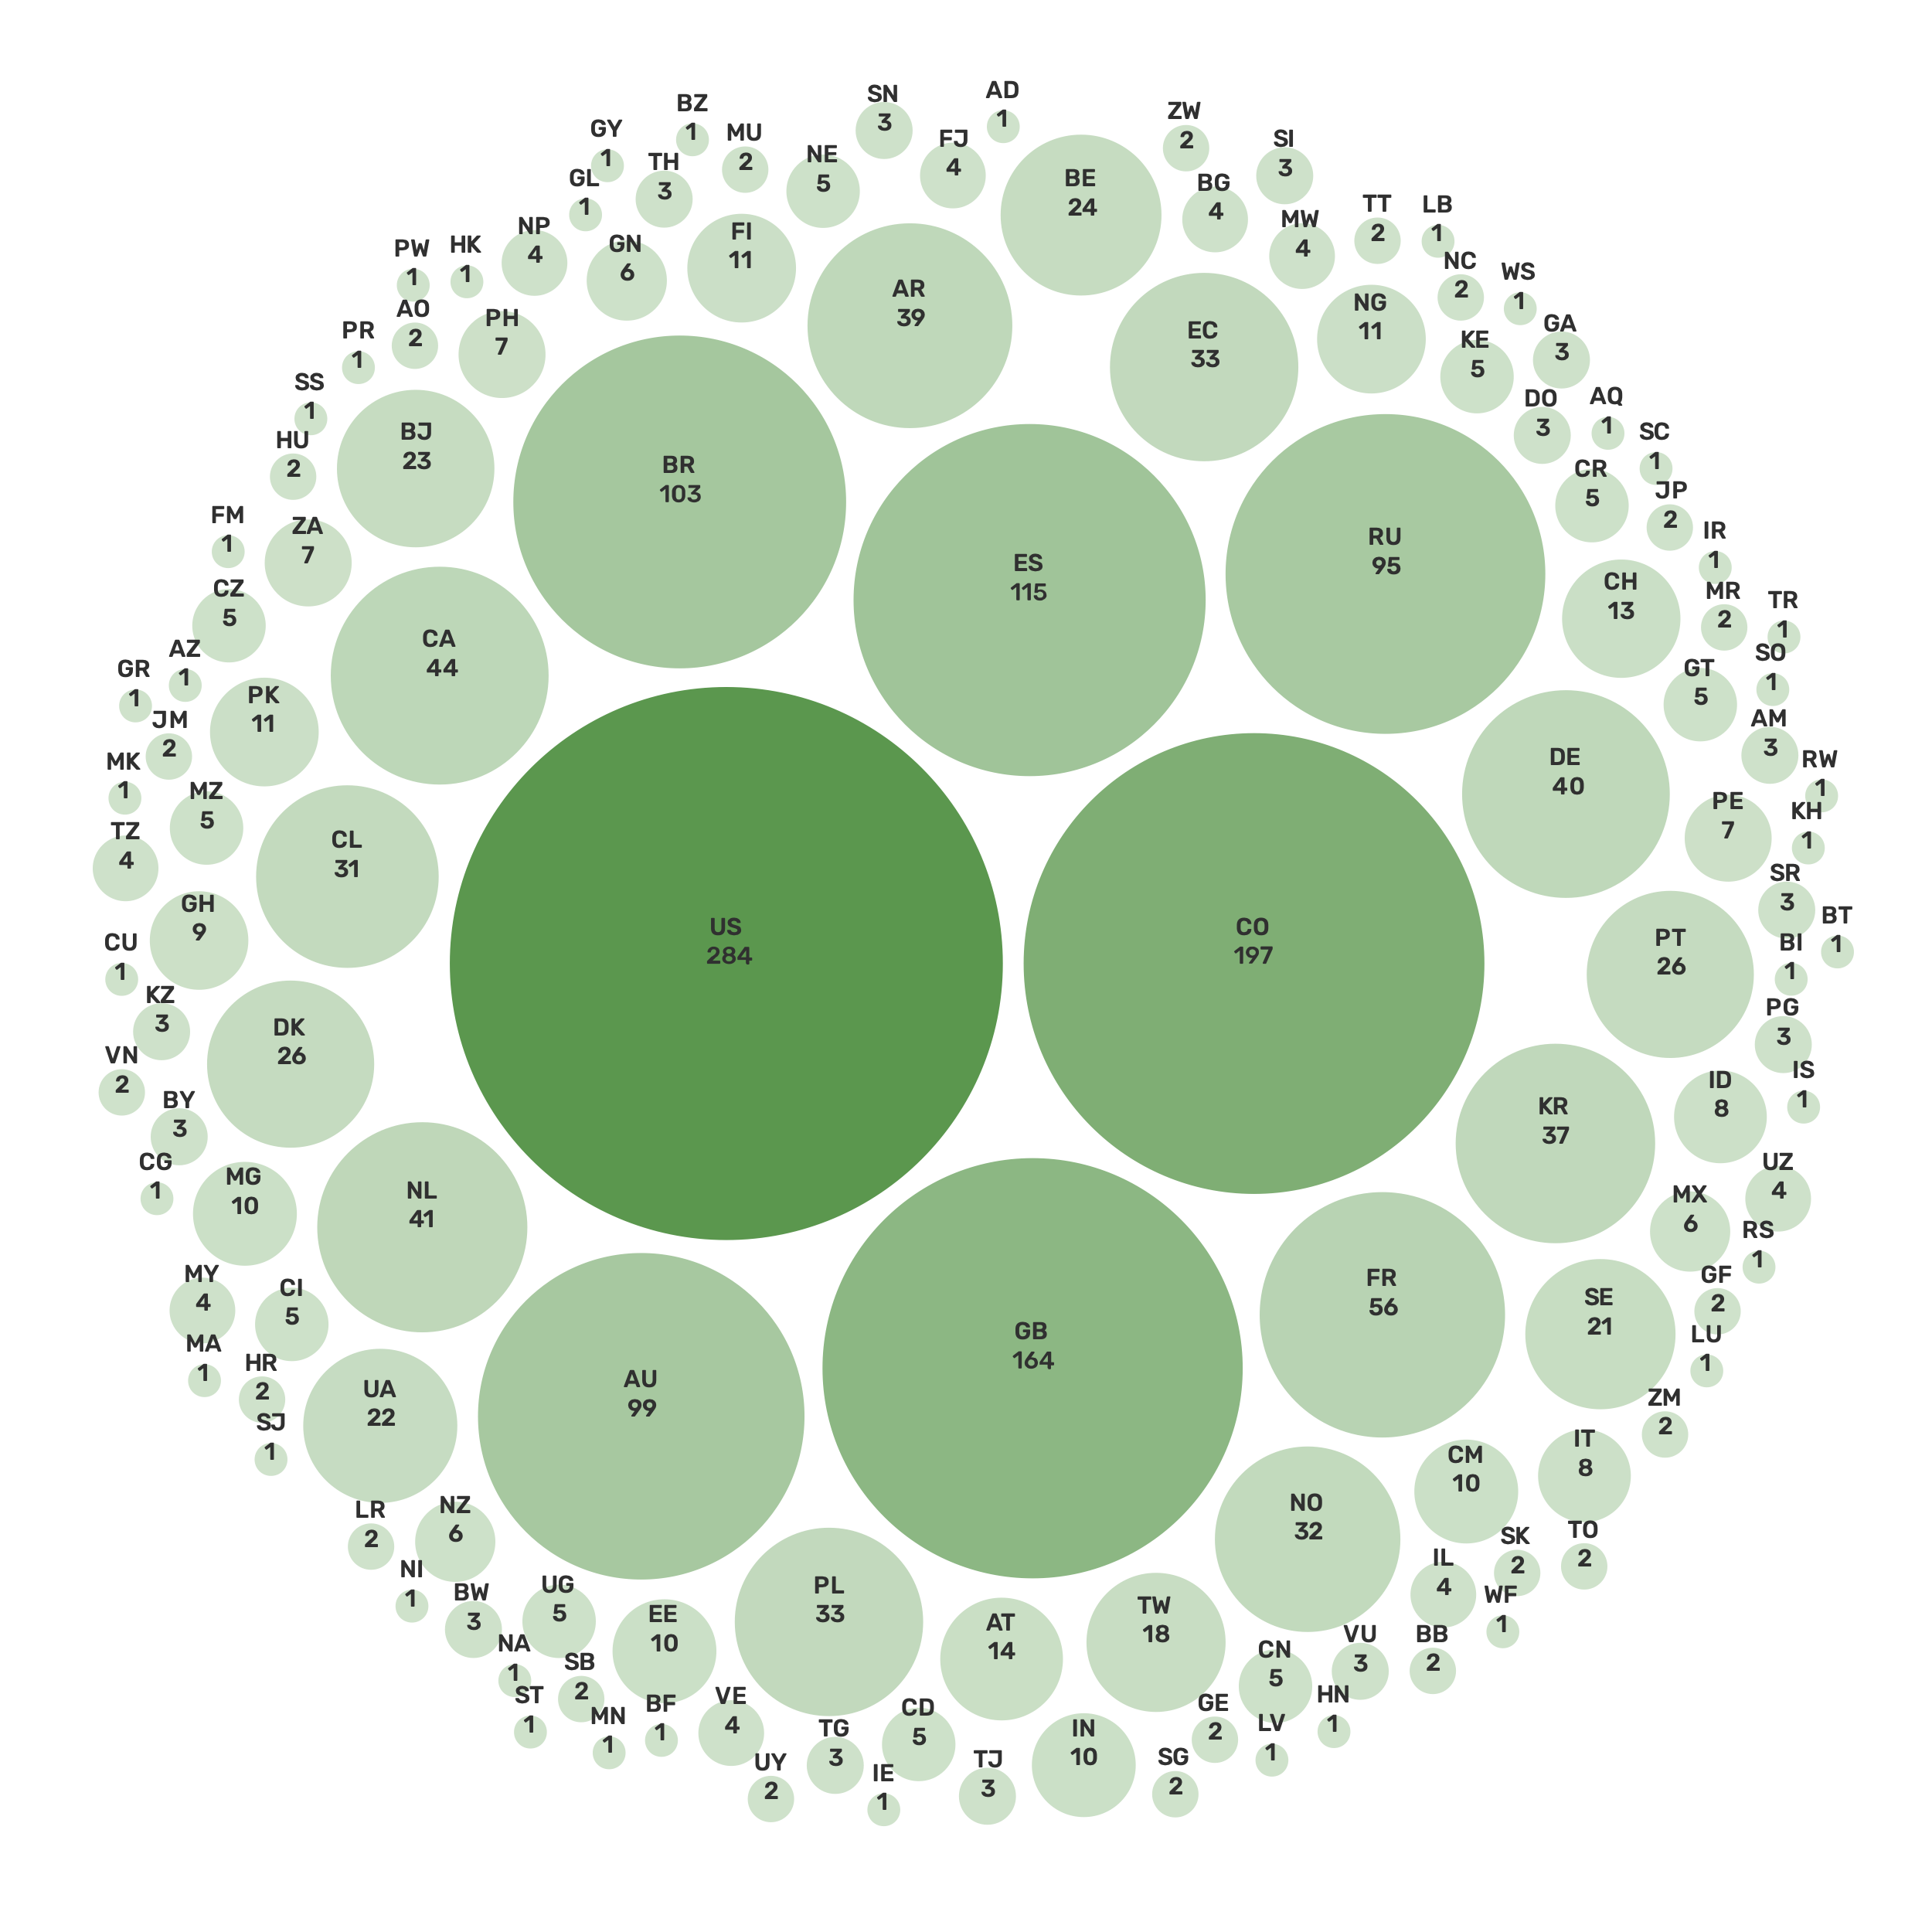 AD
1
SN
3
BZ
1
ZW
2
GY
1
MU
2
FJ
4
SI
3
NE
5
TH
3
BE
24
BG
4
GL
1
TT
2
LB
1
MW
4
NP
4
FI
11
GN
6
HK
1
PW
1
NC
2
WS
1
AR
39
NG
11
AO
2
PH
7
GA
3
PR
1
EC
33
KE
5
SS
1
DO
3
AQ
1
BJ
23
SC
1
HU
2
BR
103
CR
5
JP
2
FM
1
ZA
7
IR
1
RU
95
ES
115
CH
13
CZ
5
MR
2
TR
1
CA
44
AZ
1
SO
1
GR
1
GT
5
PK
11
JM
2
AM
3
DE
40
RW
1
MK
1
MZ
5
PE
7
KH
1
TZ
4
CL
31
SR
3
GH
9
BT
1
US
284
CO
197
PT
26
CU
1
BI
1
KZ
3
PG
3
DK
26
VN
2
IS
1
ID
8
BY
3
KR
37
CG
1
UZ
4
MG
10
NL
41
MX
6
RS
1
MY
4
GF
2
FR
56
CI
5
SE
21
GB
164
LU
1
MA
1
HR
2
AU
99
UA
22
ZM
2
SJ
1
IT
8
CM
10
NO
32
NZ
6
LR
2
TO
2
SK
2
IL
4
NI
1
UG
5
PL
33
BW
3
WF
1
TW
18
EE
10
AT
14
VU
3
BB
2
NA
1
CN
5
SB
2
ST
1
VE
4
HN
1
GE
2
BF
1
CD
5
MN
1
LV
1
TG
3
IN
10
SG
2
TJ
3
UY
2
IE
1